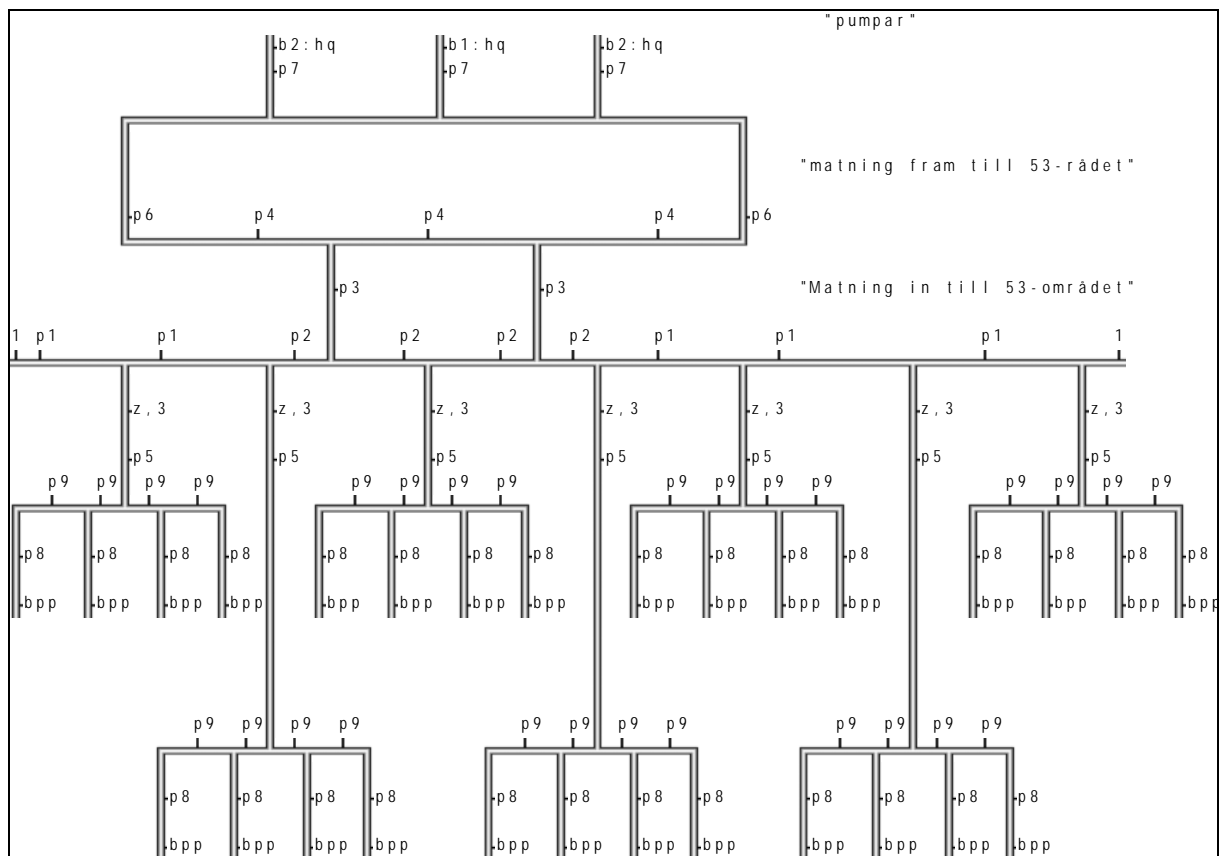 "pumpar"
b2:hq b1:hq b2:hq
p7 p7 p7
"matning fram till 53-rådet"
p6 p4 p4 p4 p6
p3 p3 "Matning in till 53-området"
1 p1 p1 p2 p2 p2 p2 p1 p1 p1 1
z,3 z,3 z,3 z,3 z,3 z,3 z,3
p5 p5 p5 p5 p5 p5 p5
p9 p9 p9 p9 p9 p9 p9 p9 p9 p9 p9 p9 p9 p9 p9 p9
p8 p8 p8 p8 p8 p8 p8 p8 p8 p8 p8 p8 p8 p8 p8 p8
bpp bpp bpp bpp bpp bpp bpp bpp bpp bpp bpp bpp bpp bpp bpp bpp
p9 p9 p9 p9 p9 p9 p9 p9 p9 p9 p9 p9
p8 p8 p8 p8 p8 p8 p8 p8 p8 p8 p8 p8
bpp bpp bpp bpp bpp bpp bpp bpp bpp bpp bpp bpp